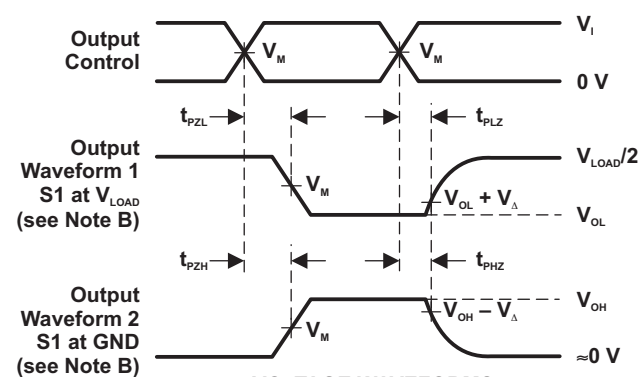 Output
Control
V_M
V_M
V_I
0 V
t_PZL
t_PLZ
Output
Waveform 1
S1 at V_LOAD
(see Note B)
V_M
V_OL + V_Δ
V_LOAD/2
V_OL
t_PZH
t_PHZ
Output
Waveform 2
S1 at GND
(see Note B)
V_M
V_OH – V_Δ
V_OH
≈0 V